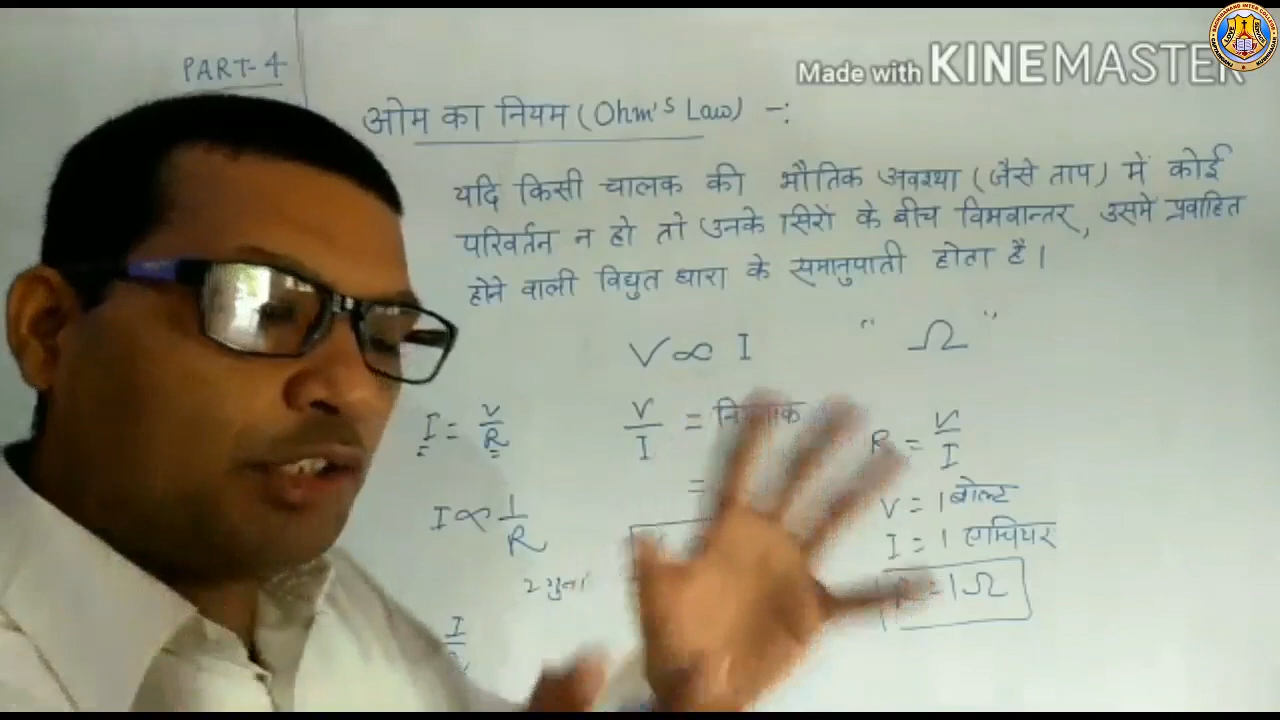 PART-4
Made with KINEMASTER
ओम का नियम (Ohm's Law) -:
यदि किसी चालक की भौतिक अवस्था (जैसे ताप) में कोई
परिवर्तन न हो तो उनके सिरों के बीच विभवान्तर, उसमे प्रवाहित
होने वाली विद्युत धारा के समानुपाती होता है।
V ∝ I " Ω "
I = V/R
V/I =
R = V/I
=
V = 1 वोल्ट
I ∝ 1/R
I = 1 एम्पियर
2 गुना
= 1 Ω
I